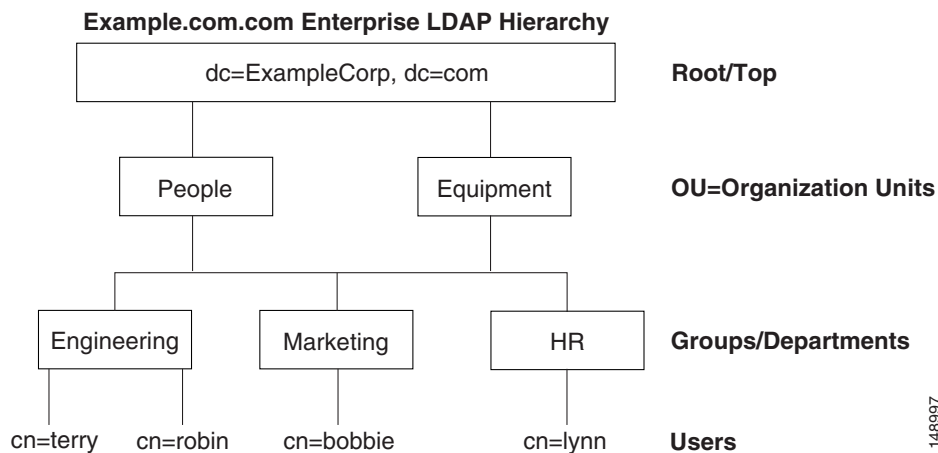 Example.com.com Enterprise LDAP Hierarchy
dc=ExampleCorp, dc=com
Root/Top
People
Equipment
OU=Organization Units
Engineering
Marketing
HR
Groups/Departments
cn=terry
cn=robin
cn=bobbie
cn=lynn
Users
148997